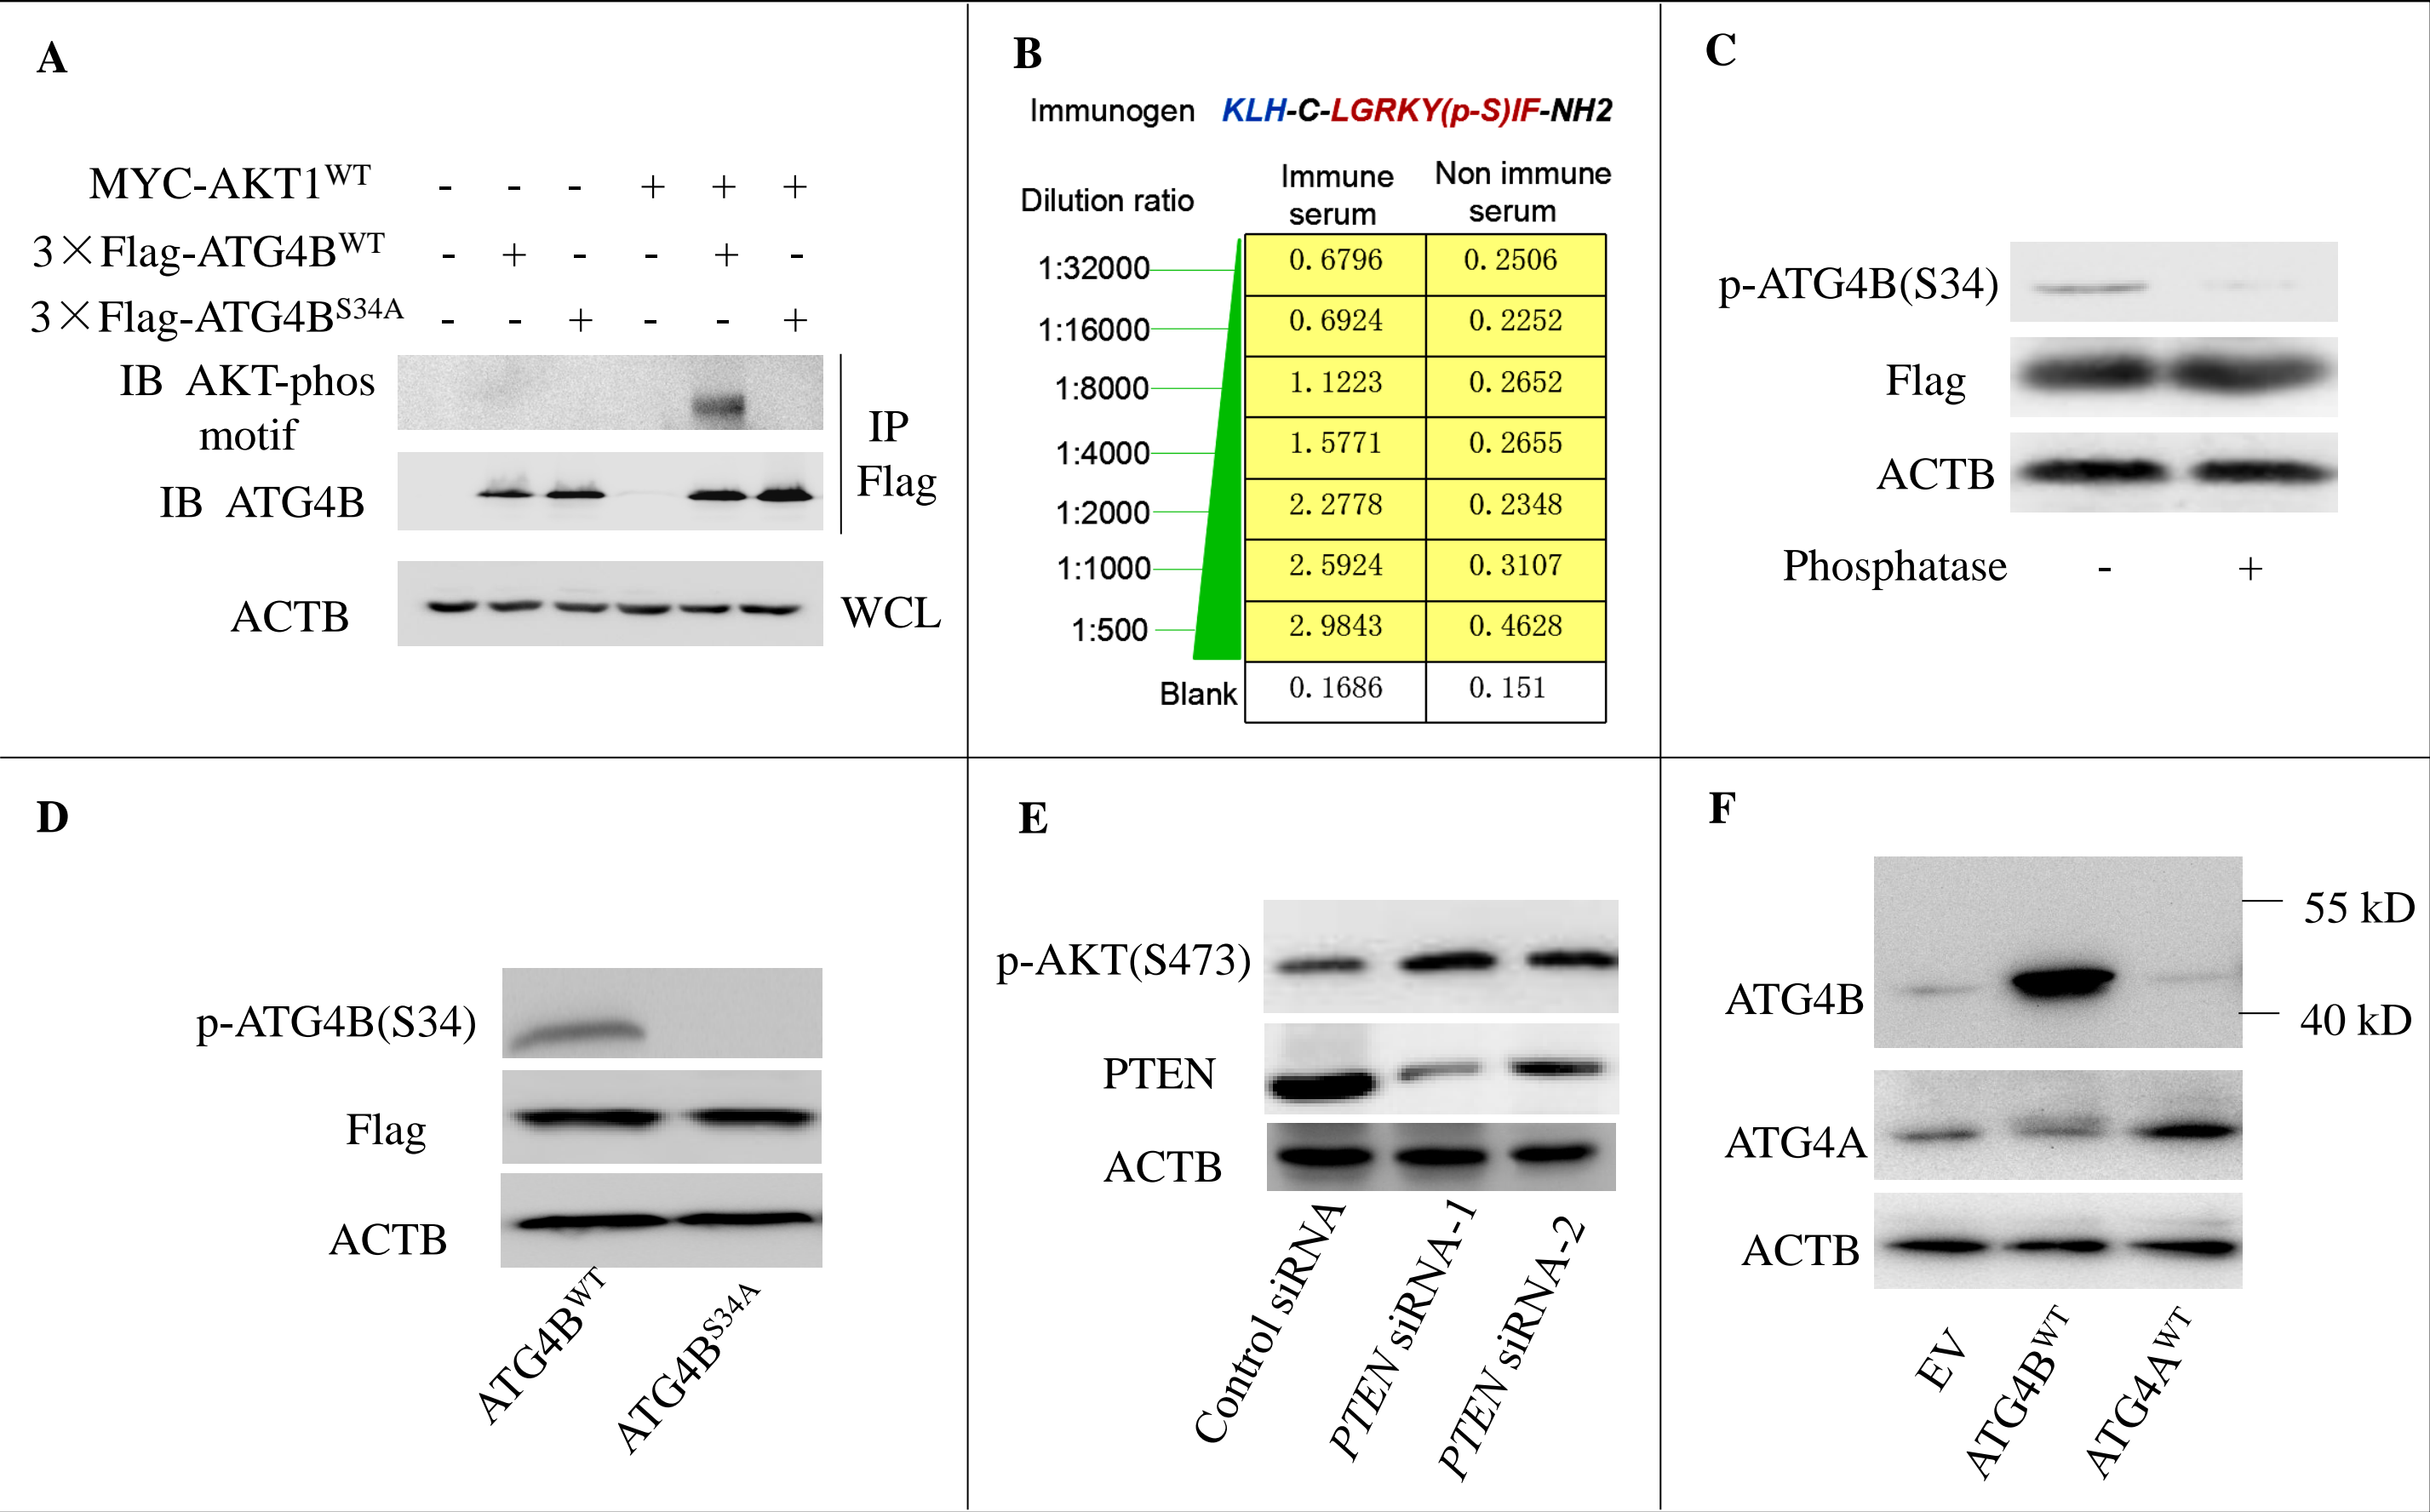 A
MYC-AKT1WT - - - + + +
3×Flag-ATG4BWT - + - - + -
3×Flag-ATG4BS34A - - + - - +
IB AKT-phos
motif
IB ATG4B
IP
Flag
ACTB
WCL
B
Immunogen KLH-C-LGRKY(p-S)IF-NH2
Dilution ratio
Immune
serum
Non immune
serum
1:32000 0.6796 0.2506
1:16000 0.6924 0.2252
1:8000 1.1223 0.2652
1:4000 1.5771 0.2655
1:2000 2.2778 0.2348
1:1000 2.5924 0.3107
1:500 2.9843 0.4628
Blank 0.1686 0.151
C
p-ATG4B(S34)
Flag
ACTB
Phosphatase - +
D
p-ATG4B(S34)
Flag
ACTB
ATG4BWT
ATG4BS34A
E
p-AKT(S473)
PTEN
ACTB
Control siRNA
PTEN siRNA-1
PTEN siRNA-2
F
55 kD
ATG4B
40 kD
ATG4A
ACTB
EV
ATG4BWT
ATG4AWT